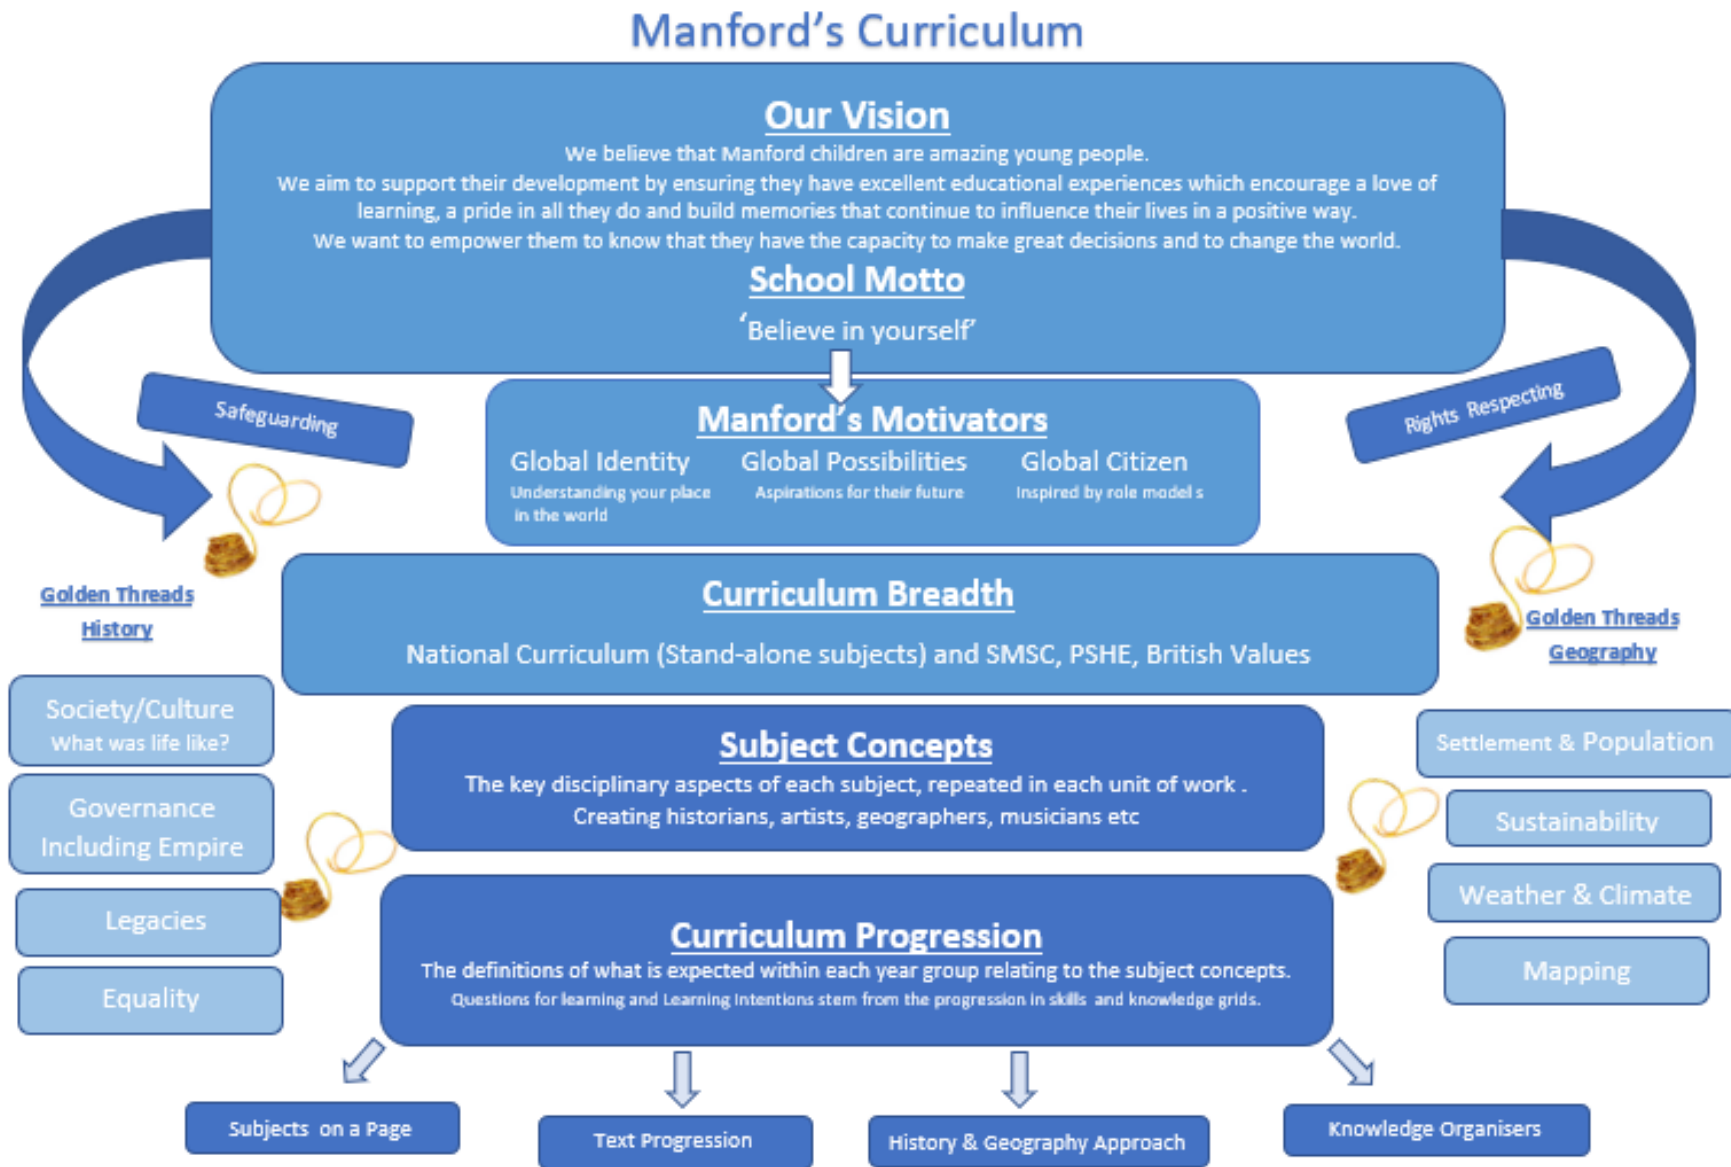 Manford's Curriculum
Our Vision
We believe that Manford children are amazing young people.
We aim to support their development by ensuring they have excellent educational experiences which encourage a love of
learning, a pride in all they do and build memories that continue to influence their lives in a positive way.
We want to empower them to know that they have the capacity to make great decisions and to change the world.
School Motto
'Believe in yourself'
Safeguarding
Rights Respecting
Manford's Motivators
Global Identity Global Possibilities Global Citizen
Understanding your place Aspirations for their future Inspired by role models
in the world
Golden Threads
History
Curriculum Breadth
National Curriculum (Stand-alone subjects) and SMSC, PSHE, British Values
Golden Threads
Geography
Society/Culture
What was life like?
Governance
Including Empire
Legacies
Equality
Subject Concepts
The key disciplinary aspects of each subject, repeated in each unit of work .
Creating historians, artists, geographers, musicians etc
Settlement & Population
Sustainability
Weather & Climate
Mapping
Curriculum Progression
The definitions of what is expected within each year group relating to the subject concepts.
Questions for learning and Learning Intentions stem from the progression in skills and knowledge grids.
Subjects on a Page
Text Progression
History & Geography Approach
Knowledge Organisers